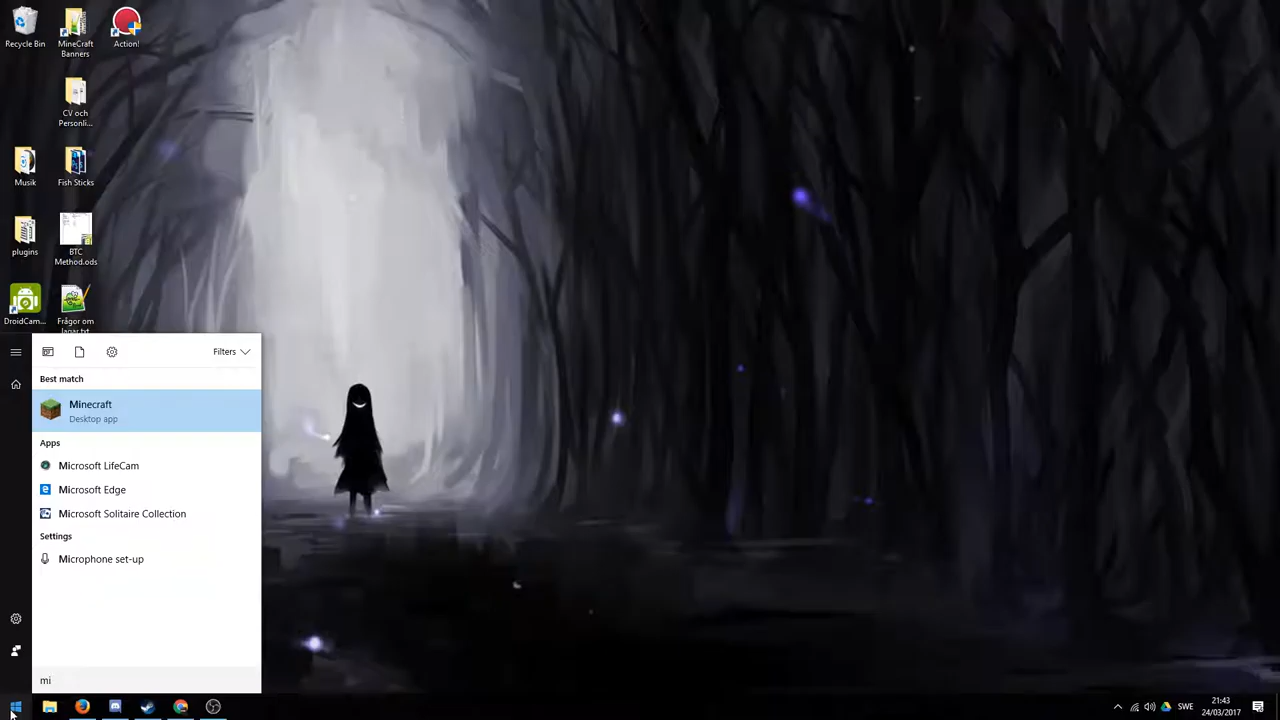 Recycle Bin
MineCraft
Banners
Action!
CV och
Personli...
Musik
Fish Sticks
plugins
BTC
Method.ods
DroidCam...
Frågor om
lagar.txt
Filters
Best match
Minecraft
Desktop app
Apps
Microsoft LifeCam
Microsoft Edge
Microsoft Solitaire Collection
Settings
Microphone set-up
mi
SWE
21:43
24/03/2017